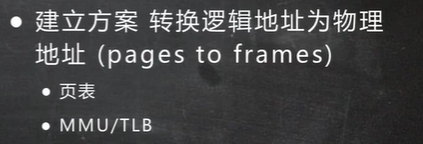 建立方案 转换逻辑地址为物理
地址 (pages to frames)
页表
MMU/TLB